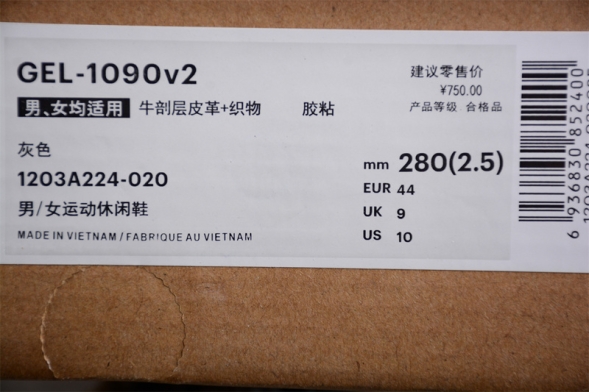 GEL-1090v2
男、女均适用 牛剖层皮革+织物 胶粘
建议零售价
¥750.00
产品等级 合格品
灰色
1203A224-020
男/女运动休闲鞋
MADE IN VIETNAM / FABRIQUE AU VIETNAM
mm 280(2.5)
EUR 44
UK 9
US 10
6 936830 852400